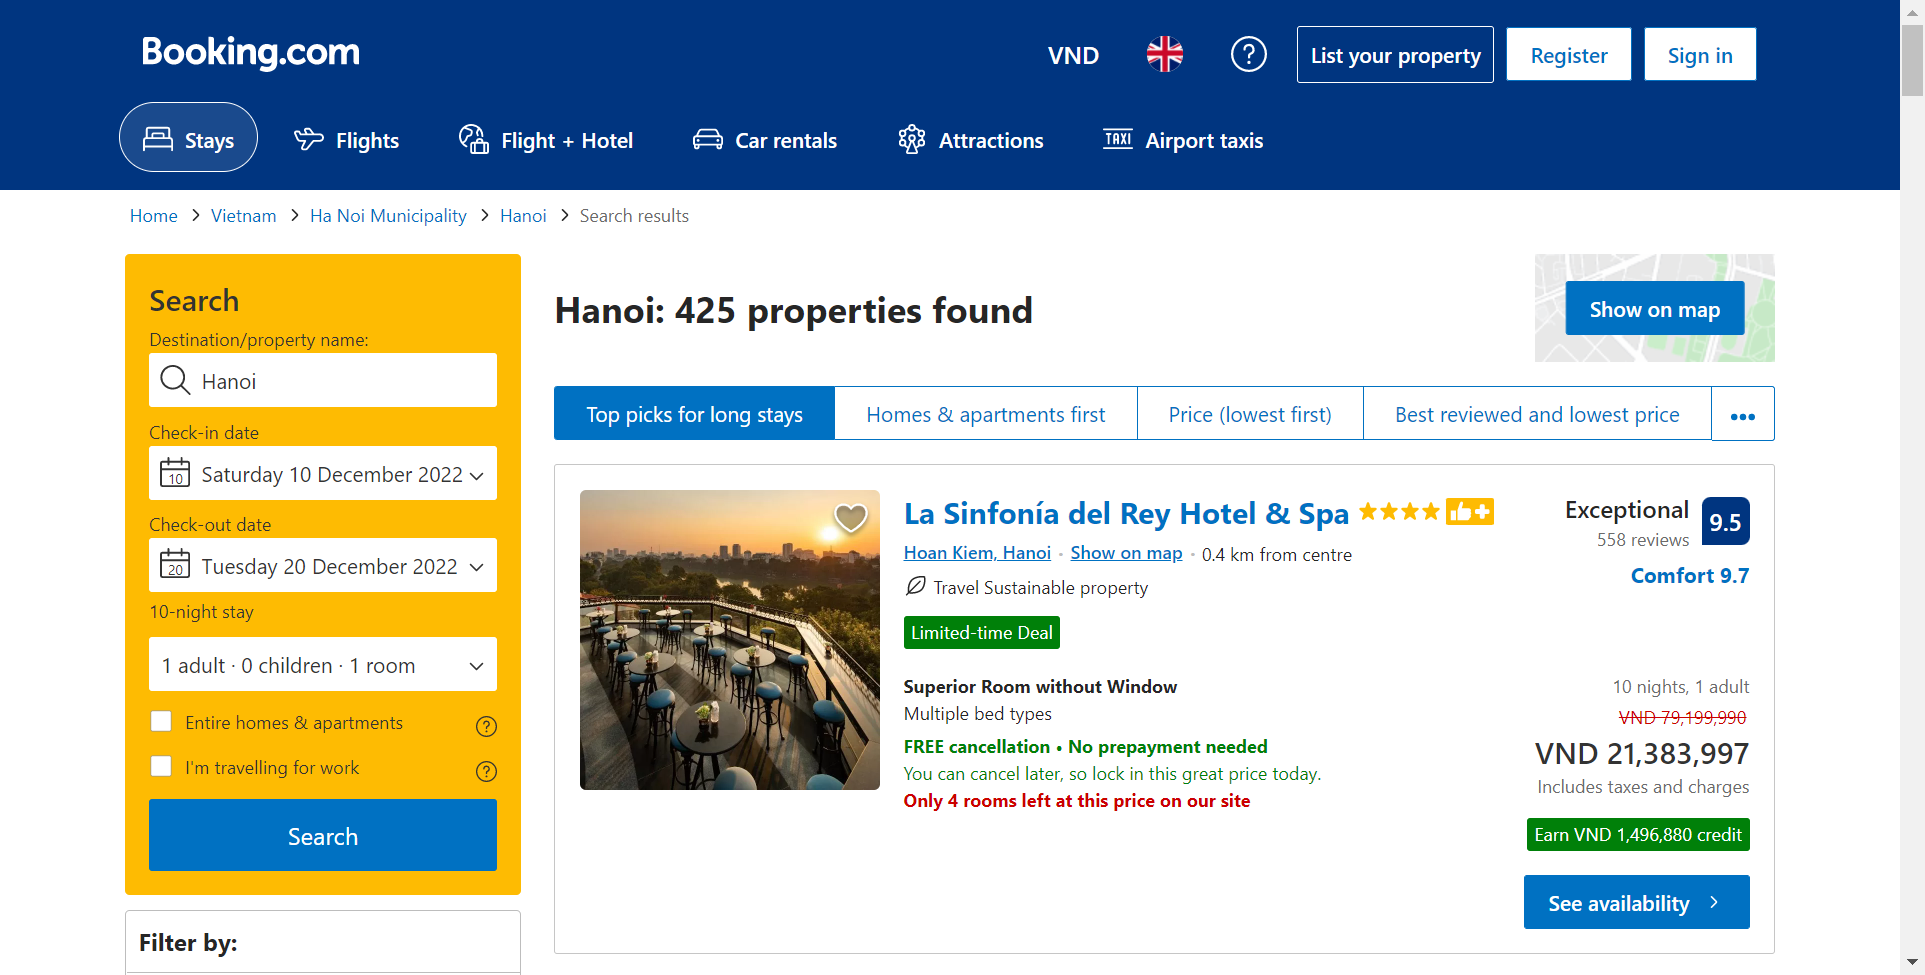 Booking.com
VND
?
List your property
Register
Sign in
Stays
Flights
Flight + Hotel
Car rentals
Attractions
TAXI
Airport taxis
Home > Vietnam > Ha Noi Municipality > Hanoi > Search results
Search
Destination/property name:
Hanoi
Check-in date
10
Saturday 10 December 2022
Check-out date
20
Tuesday 20 December 2022
10-night stay
1 adult · 0 children · 1 room
Entire homes & apartments
?
I'm travelling for work
?
Search
Filter by:
Hanoi: 425 properties found
Show on map
Top picks for long stays
Homes & apartments first
Price (lowest first)
Best reviewed and lowest price
•••
La Sinfonía del Rey Hotel & Spa
Hoan Kiem, Hanoi · Show on map · 0.4 km from centre
Travel Sustainable property
Limited-time Deal
Superior Room without Window
Multiple bed types
FREE cancellation • No prepayment needed
You can cancel later, so lock in this great price today.
Only 4 rooms left at this price on our site
Exceptional
558 reviews
9.5
Comfort 9.7
10 nights, 1 adult
VND 79,199,990
VND 21,383,997
Includes taxes and charges
Earn VND 1,496,880 credit
See availability